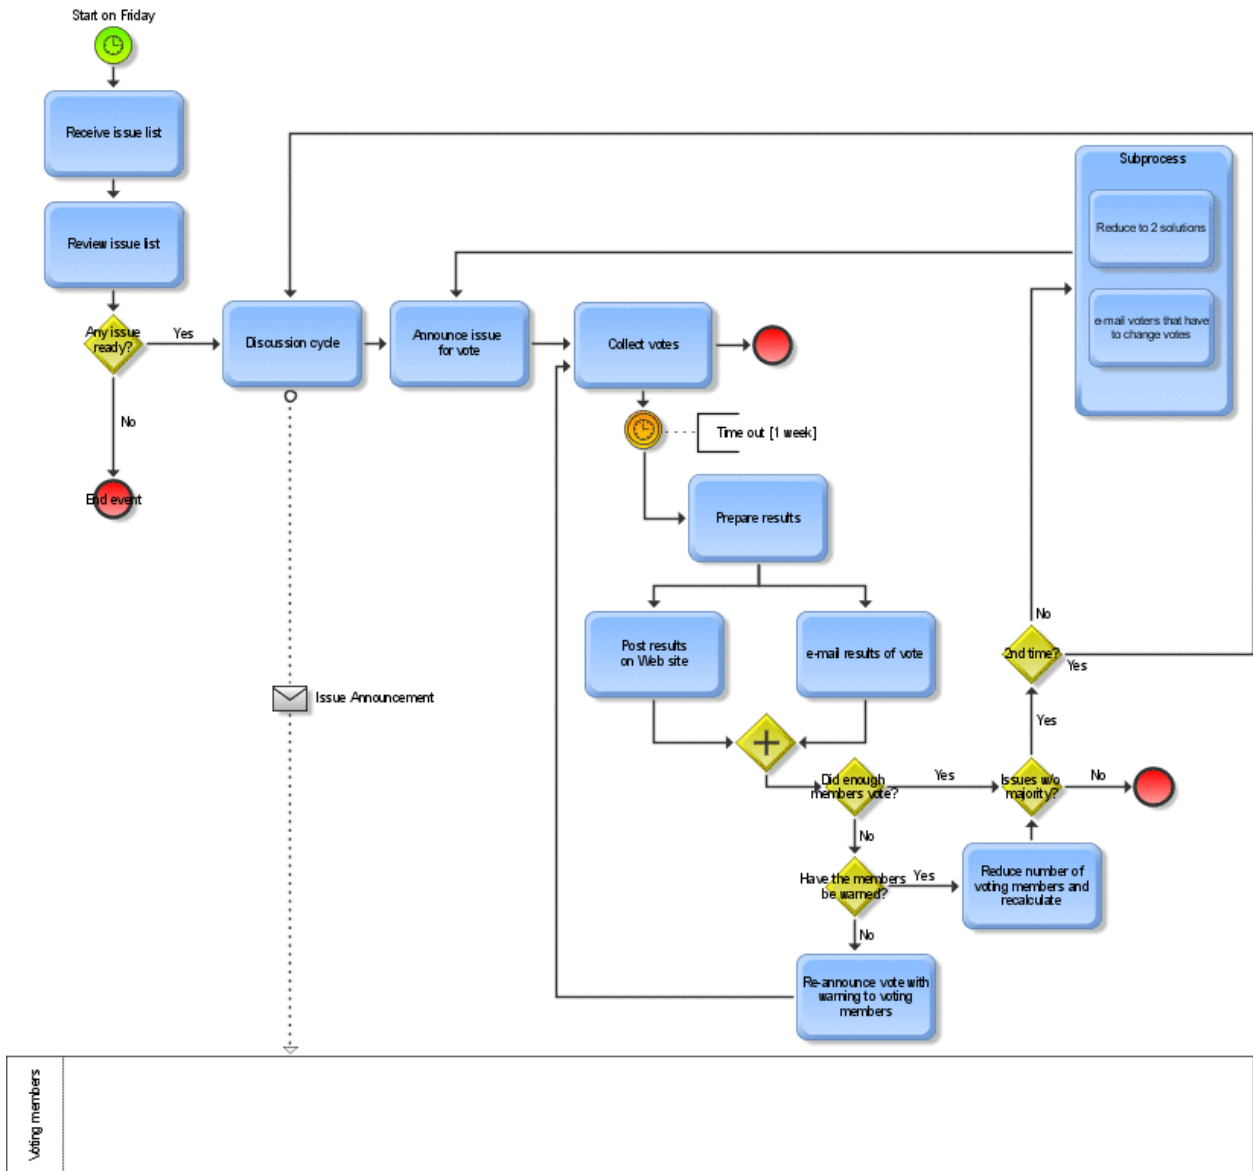 Start on Friday
Receive issue list
Subprocess
Reduce to 2 solutions
Review issue list
Any issue
ready?
Yes
Discussion cycle
Announce issue
for vote
Collect votes
e-mail voters that have
to change votes
No
Time out [1 week]
End event
Prepare results
Post results
on Web site
e-mail results of vote
No
2nd time?
Yes
Issue Announcement
Yes
Did enough
members vote?
Yes
Issues w/o
majority?
No
No
Have the members
be warned?
Yes
Reduce number of
voting members and
recalculate
No
Re-announce vote with
warning to voting
members
Voting members